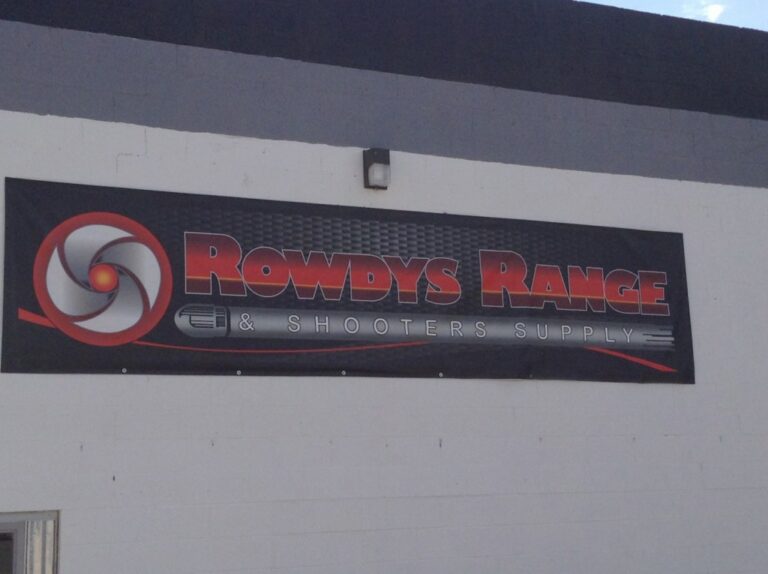 ROWDYS RANGE
& SHOOTERS SUPPLY